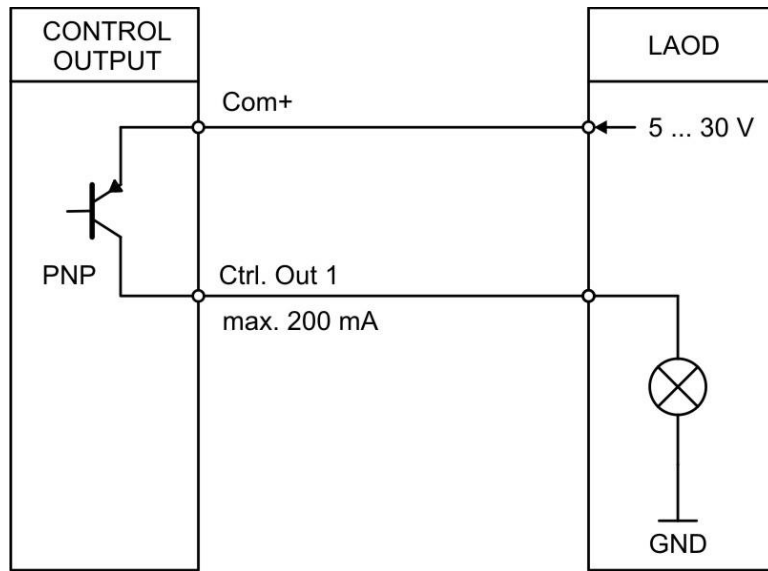 CONTROL
OUTPUT
LAOD
Com+
5 ... 30 V
PNP
Ctrl. Out 1
max. 200 mA
GND